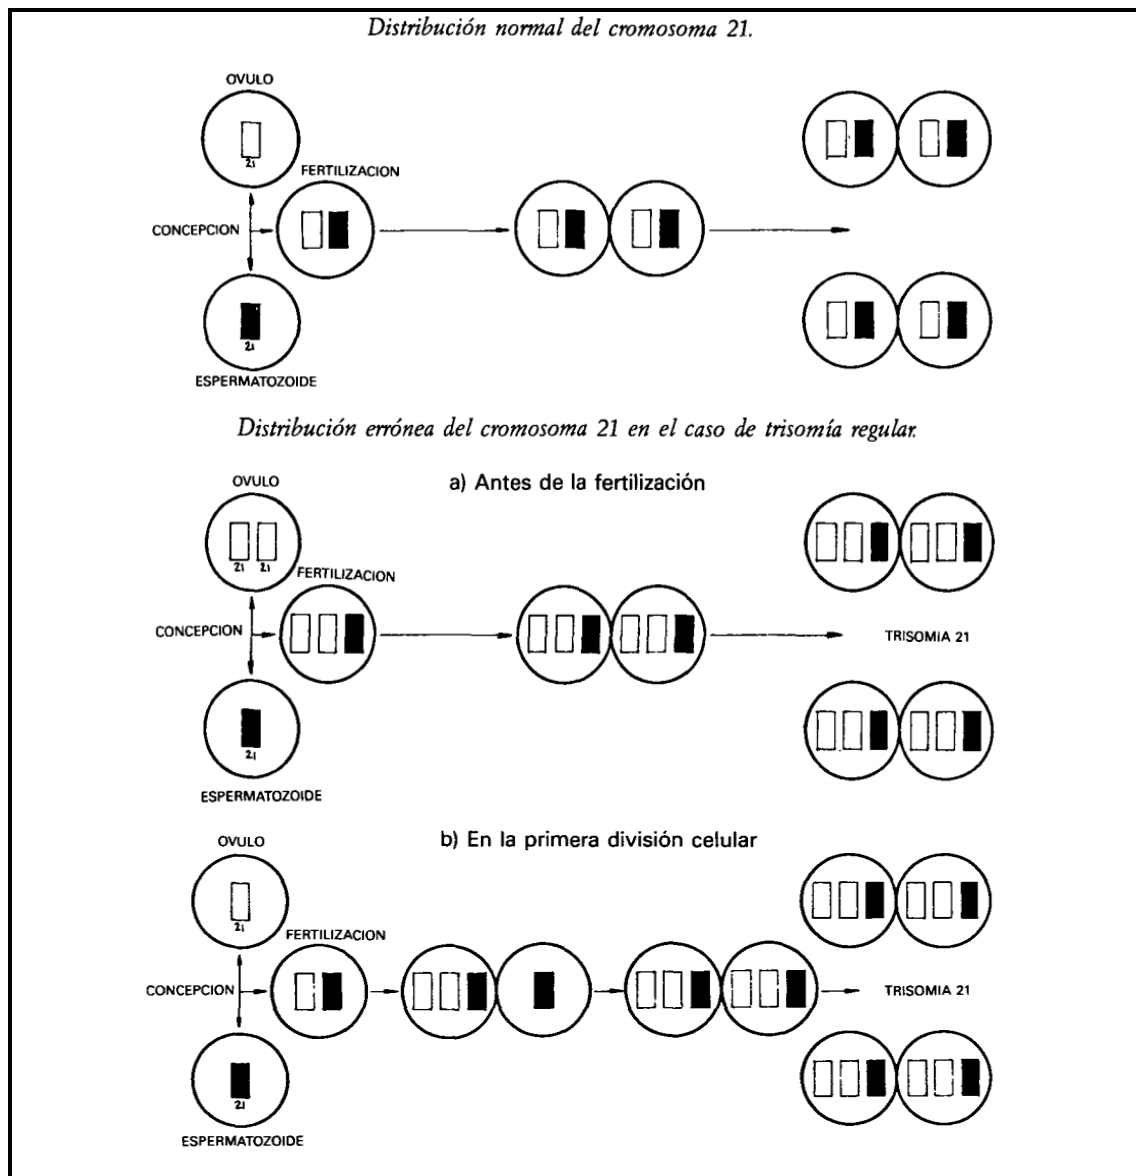 Distribución normal del cromosoma 21.
OVULO
21
FERTILIZACION
CONCEPCION
21
ESPERMATOZOIDE
Distribución errónea del cromosoma 21 en el caso de trisomía regular.
a) Antes de la fertilización
OVULO
21 21
FERTILIZACION
CONCEPCION
TRISOMIA 21
21
ESPERMATOZOIDE
b) En la primera división celular
OVULO
21
FERTILIZACION
CONCEPCION
TRISOMIA 21
21
ESPERMATOZOIDE